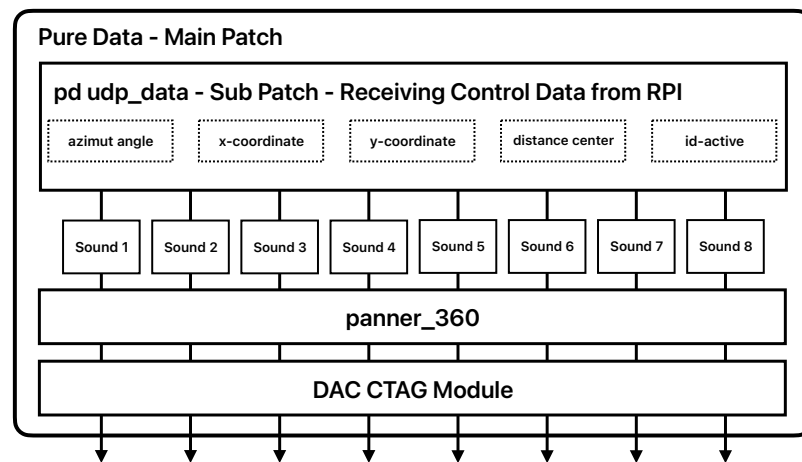 Pure Data - Main Patch
pd udp_data - Sub Patch - Receiving Control Data from RPI
azimut angle x-coordinate y-coordinate distance center id-active
Sound 1 Sound 2 Sound 3 Sound 4 Sound 5 Sound 6 Sound 7 Sound 8
panner_360
DAC CTAG Module